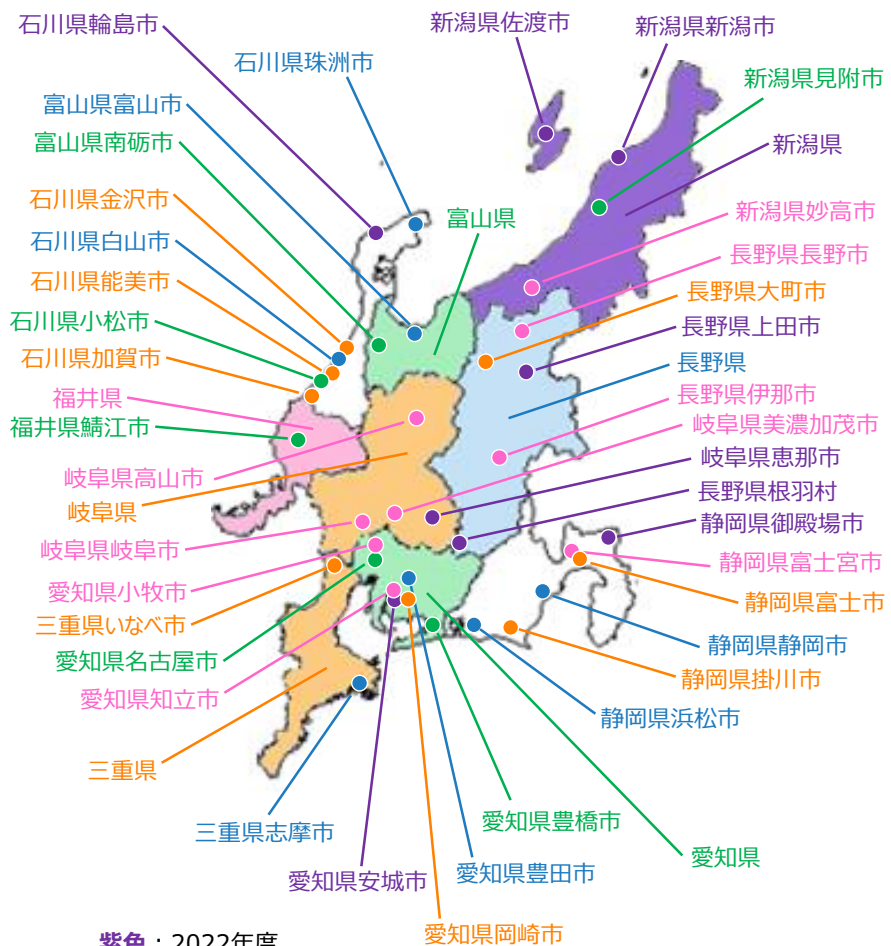 石川県輪島市
新潟県佐渡市
新潟県新潟市
石川県珠洲市
新潟県見附市
富山県富山市
富山県南砺市
新潟県
石川県金沢市
富山県
新潟県妙高市
石川県白山市
長野県長野市
石川県能美市
長野県大町市
石川県小松市
長野県上田市
石川県加賀市
長野県
福井県
長野県伊那市
福井県鯖江市
岐阜県美濃加茂市
岐阜県恵那市
岐阜県高山市
長野県根羽村
岐阜県
静岡県御殿場市
岐阜県岐阜市
静岡県富士宮市
愛知県小牧市
静岡県富士市
三重県いなべ市
静岡県静岡市
愛知県名古屋市
静岡県掛川市
愛知県知立市
静岡県浜松市
三重県
愛知県豊橋市
三重県志摩市
愛知県
愛知県豊田市
愛知県安城市
愛知県岡崎市
紫色：2022年度